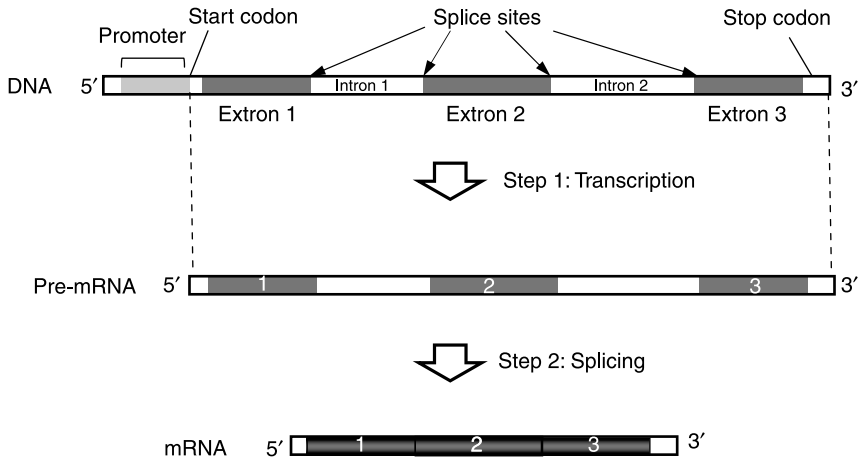 Start codon Splice sites Stop codon
Promoter
DNA 5′ Intron 1 Intron 2 3′
Extron 1 Extron 2 Extron 3
Step 1: Transcription
Pre-mRNA 5′ 1 2 3 3′
Step 2: Splicing
mRNA 5′ 1 2 3 3′